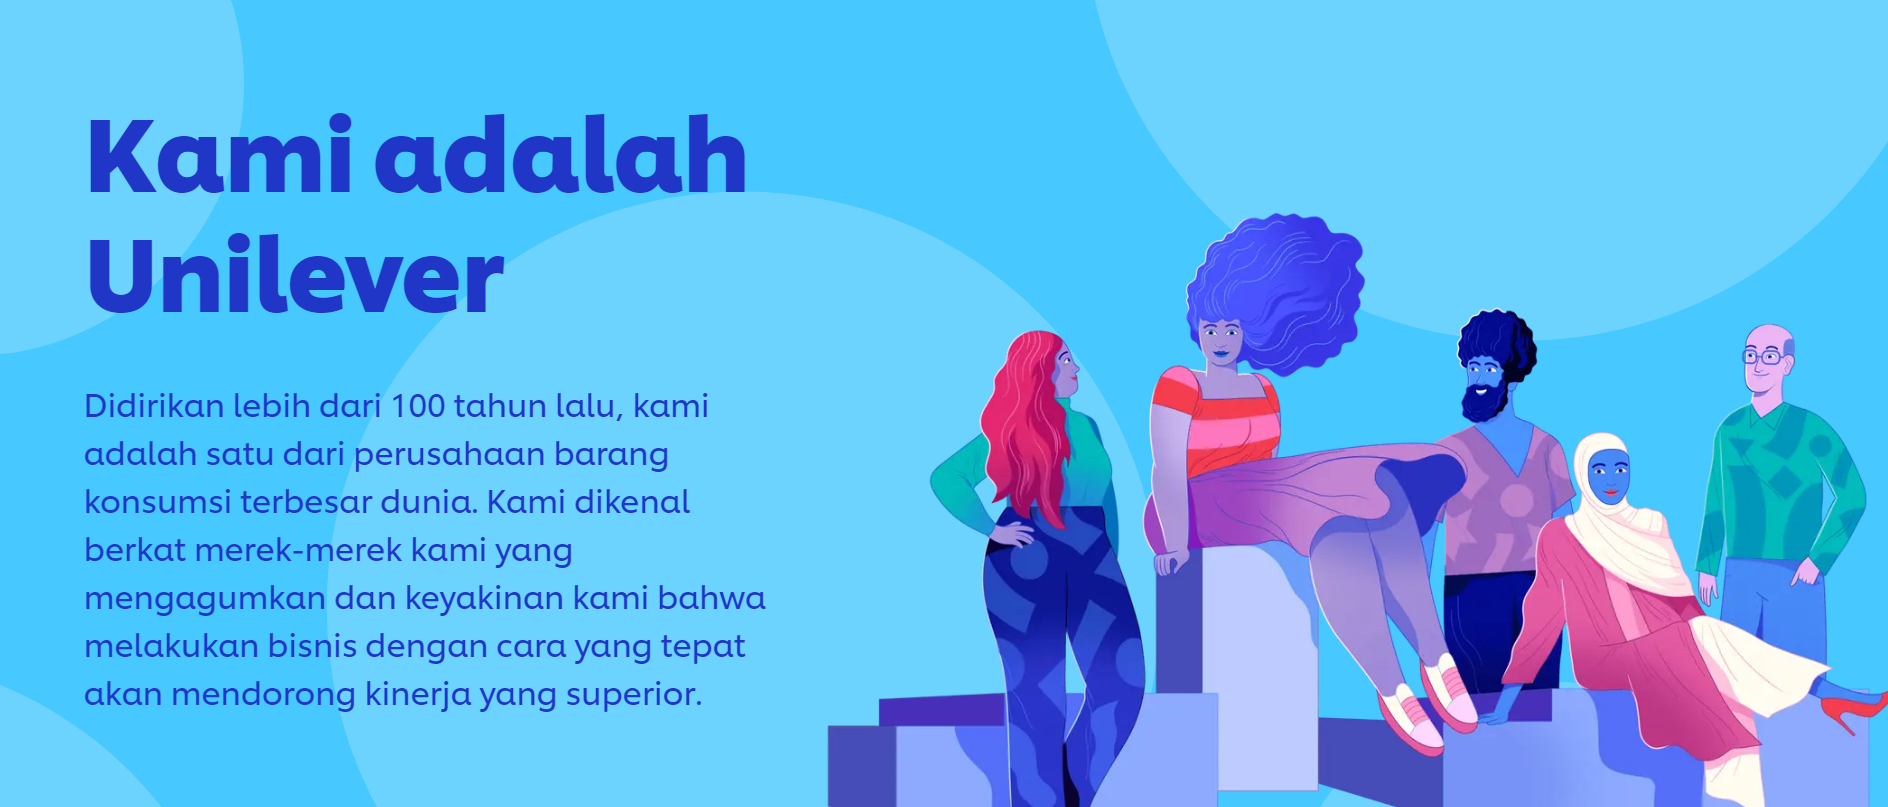 Kami adalah
Unilever
Didirikan lebih dari 100 tahun lalu, kami
adalah satu dari perusahaan barang
konsumsi terbesar dunia. Kami dikenal
berkat merek-merek kami yang
mengagumkan dan keyakinan kami bahwa
melakukan bisnis dengan cara yang tepat
akan mendorong kinerja yang superior.